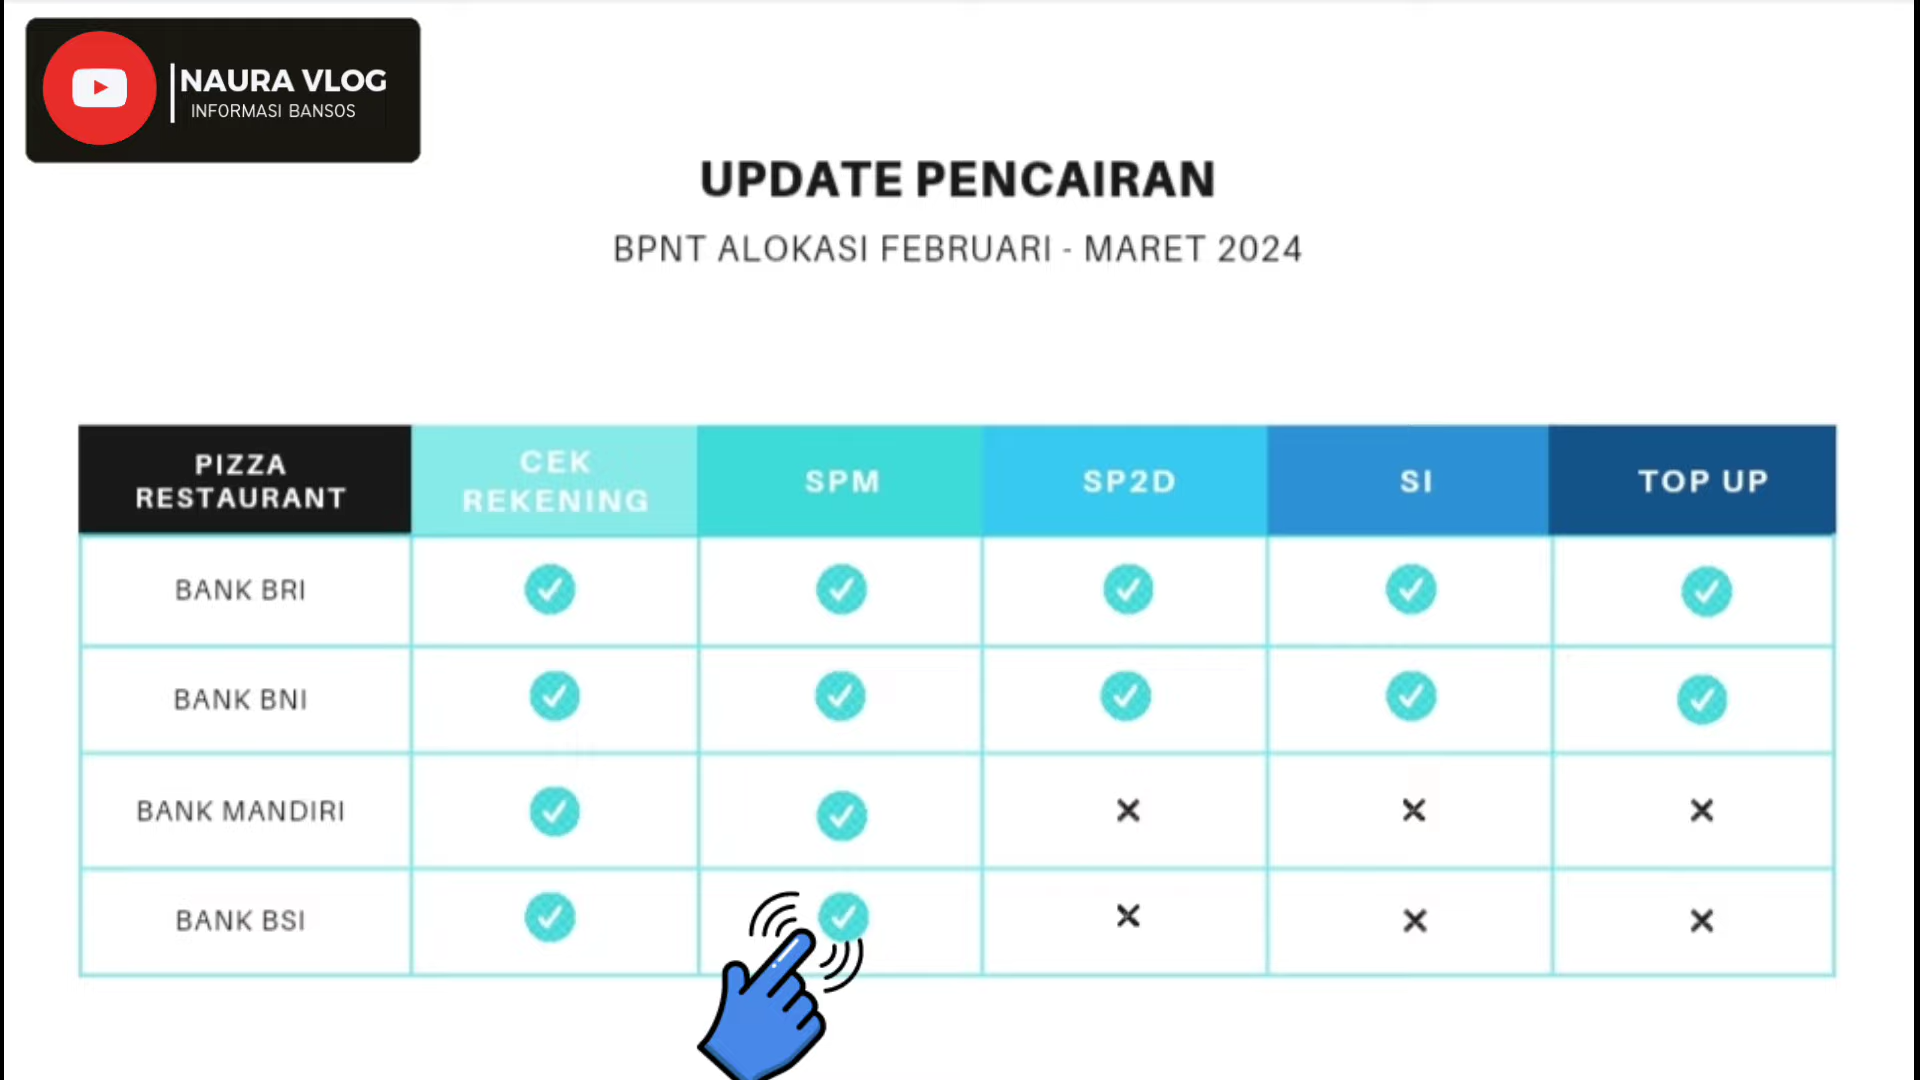 NAURA VLOG
INFORMASI BANSOS
UPDATE PENCAIRAN
BPNT ALOKASI FEBRUARI - MARET 2024
PIZZA
RESTAURANT
CEK
REKENING
SPM
SP2D
SI
TOP UP
BANK BRI
BANK BNI
BANK MANDIRI
BANK BSI